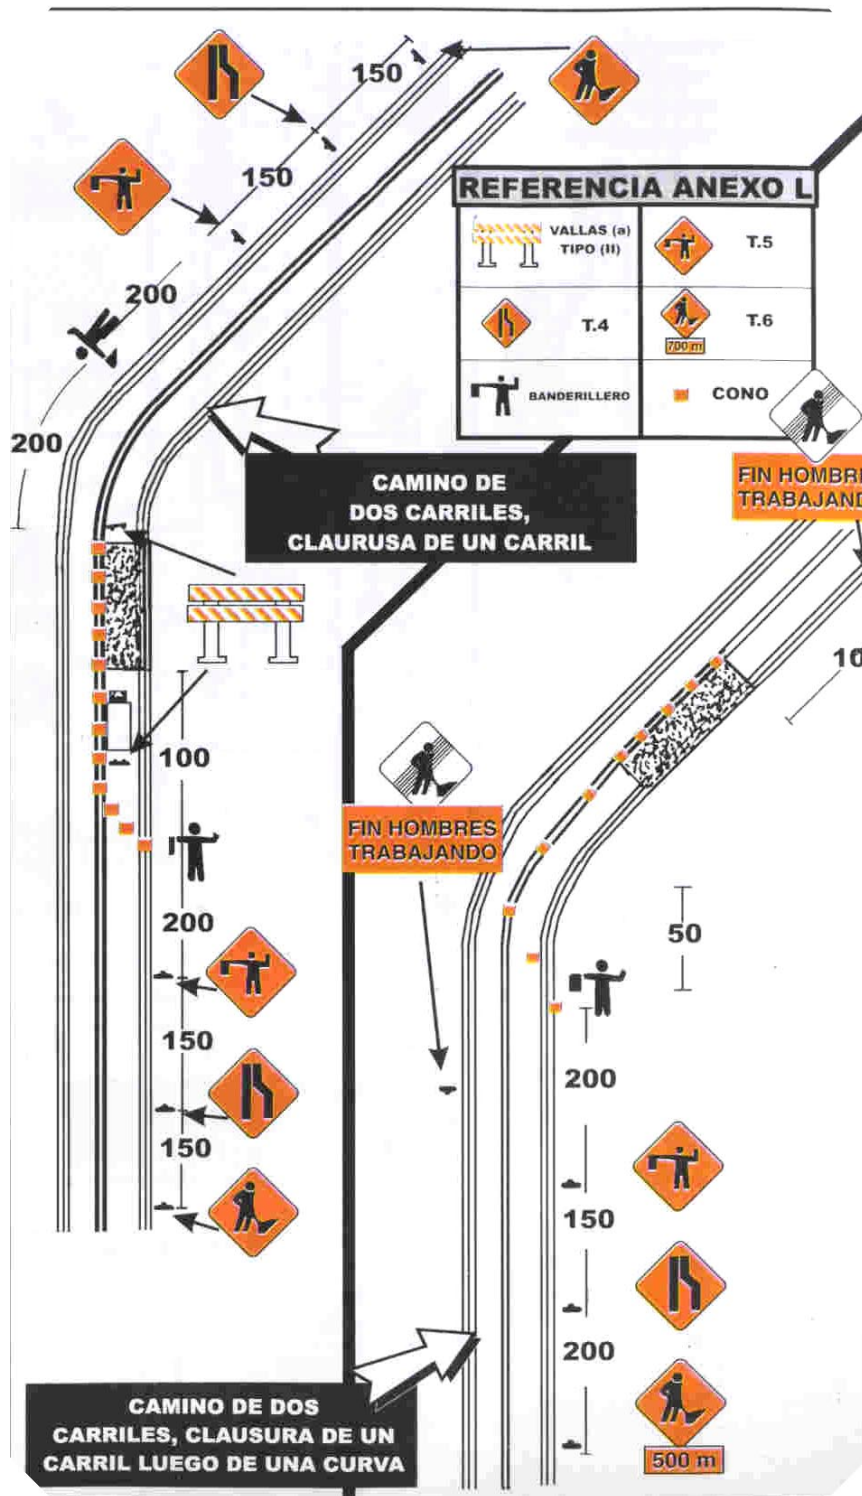 150
150
200
200
REFERENCIA ANEXO L
VALLAS (a)
TIPO (II)
T.5
T.4
T.6
700 m
BANDERILLERO
CONO
CAMINO DE
DOS CARRILES,
CLAURUSA DE UN CARRIL
FIN HOMBRE
TRABAJAND
100
200
150
150
10
FIN HOMBRES
TRABAJANDO
50
200
150
200
500 m
CAMINO DE DOS
CARRILES, CLAUSURA DE UN
CARRIL LUEGO DE UNA CURVA